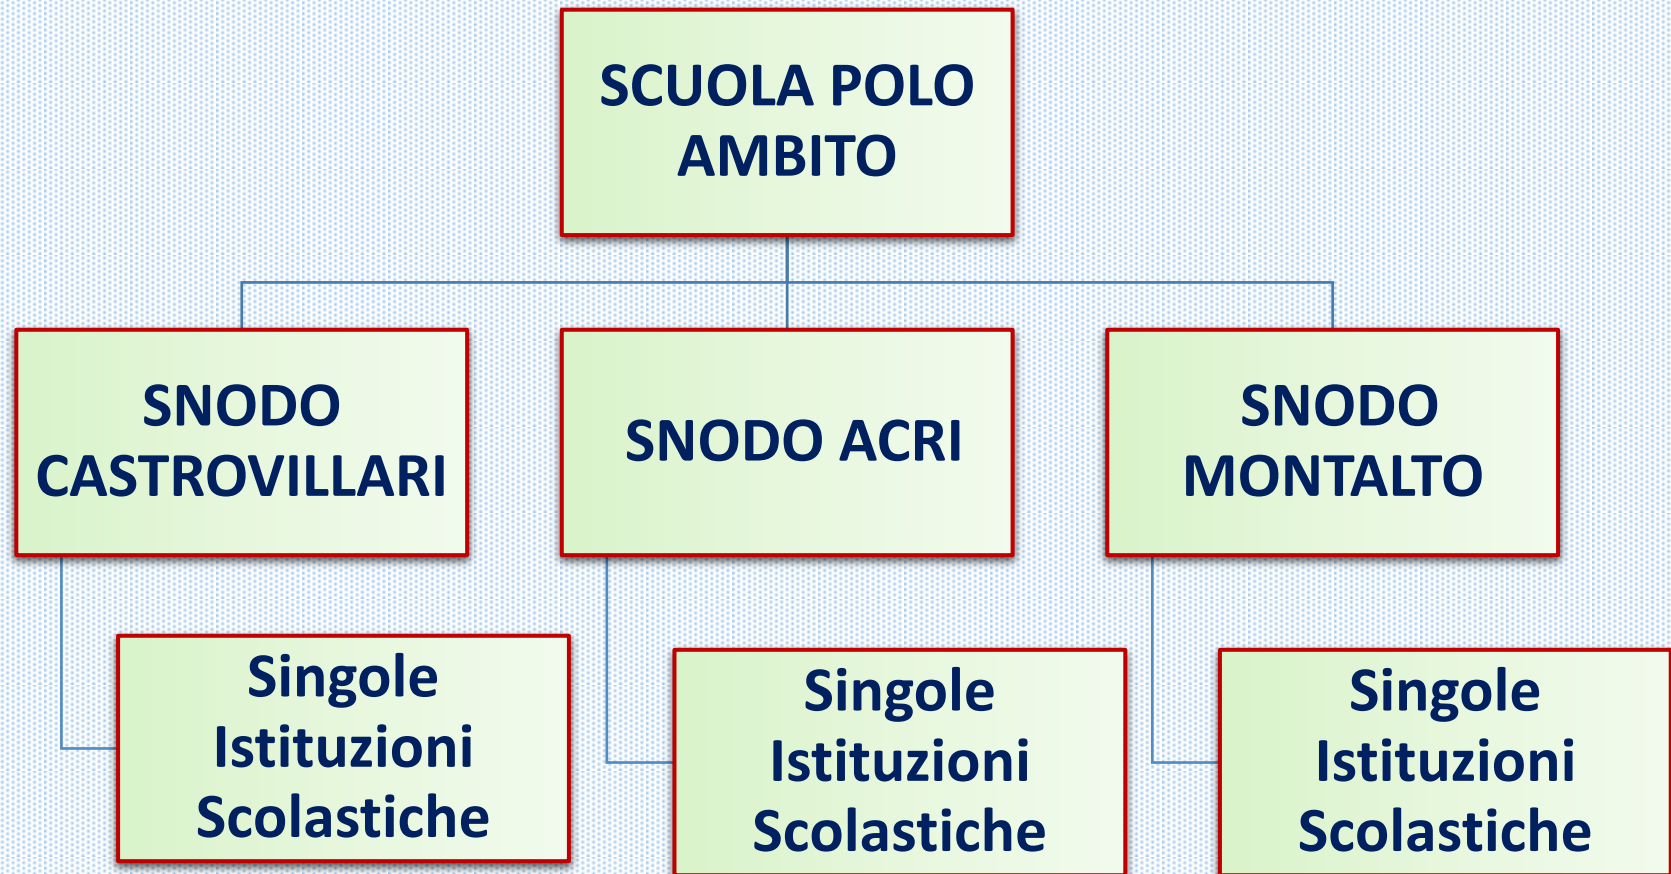 SCUOLA POLO
AMBITO
SNODO
CASTROVILLARI
SNODO ACRI
SNODO
MONTALTO
Singole
Istituzioni
Scolastiche
Singole
Istituzioni
Scolastiche
Singole
Istituzioni
Scolastiche